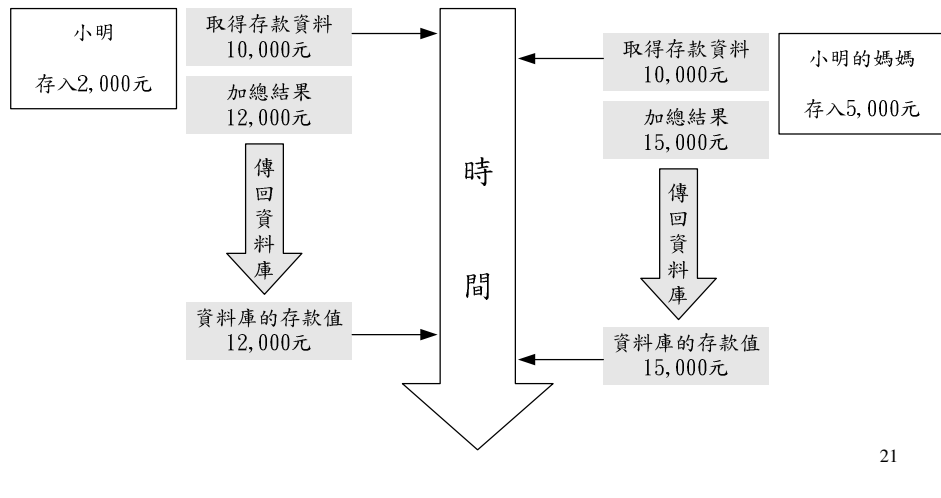 小明
存入2,000元
取得存款資料
10,000元
加總結果
12,000元
傳回資料庫
資料庫的存款值
12,000元
時間
取得存款資料
10,000元
加總結果
15,000元
傳回資料庫
資料庫的存款值
15,000元
小明的媽媽
存入5,000元
21